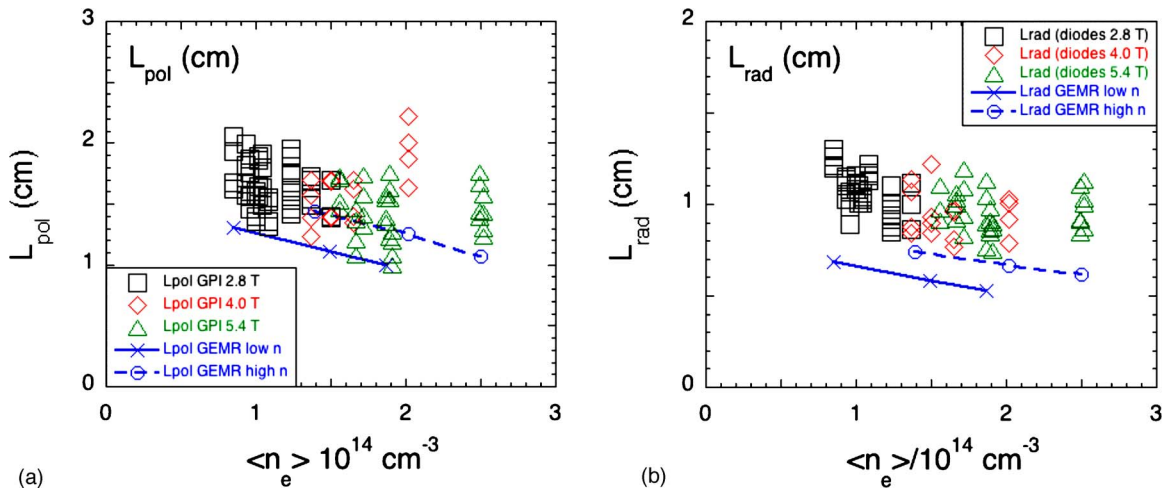 3
2
1
0
L_pol (cm)
L_pol (cm)
Lpol GPI 2.8 T
Lpol GPI 4.0 T
Lpol GPI 5.4 T
Lpol GEMR low n
Lpol GEMR high n
0 1 2 3
<n_e> 10^14 cm^-3
(a)
2
1
0
L_rad (cm)
L_rad (cm)
Lrad (diodes 2.8 T)
Lrad (diodes 4.0 T)
Lrad (diodes 5.4 T)
Lrad GEMR low n
Lrad GEMR high n
0 1 2 3
<n_e>/10^14 cm^-3
(b)